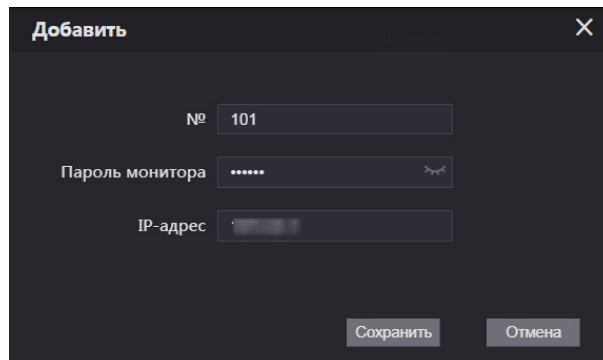 Добавить
№ 101
Пароль монитора ••••••
IP-адрес
Сохранить Отмена